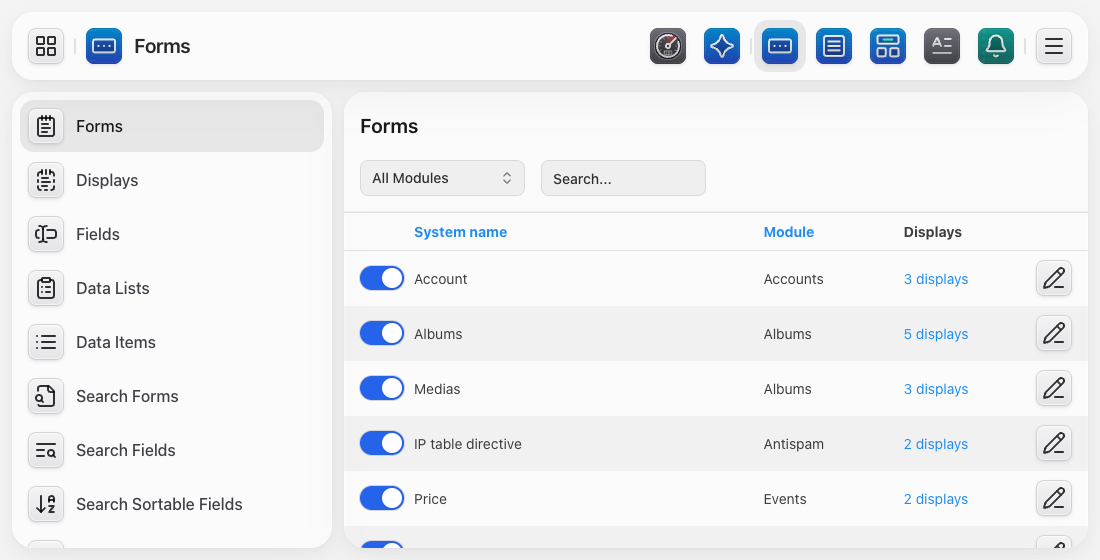 Forms
Forms
Displays
Fields
Data Lists
Data Items
Search Forms
Search Fields
Search Sortable Fields
Forms
All Modules Search...
System name Module Displays
Account Accounts 3 displays
Albums Albums 5 displays
Medias Albums 3 displays
IP table directive Antispam 2 displays
Price Events 2 displays